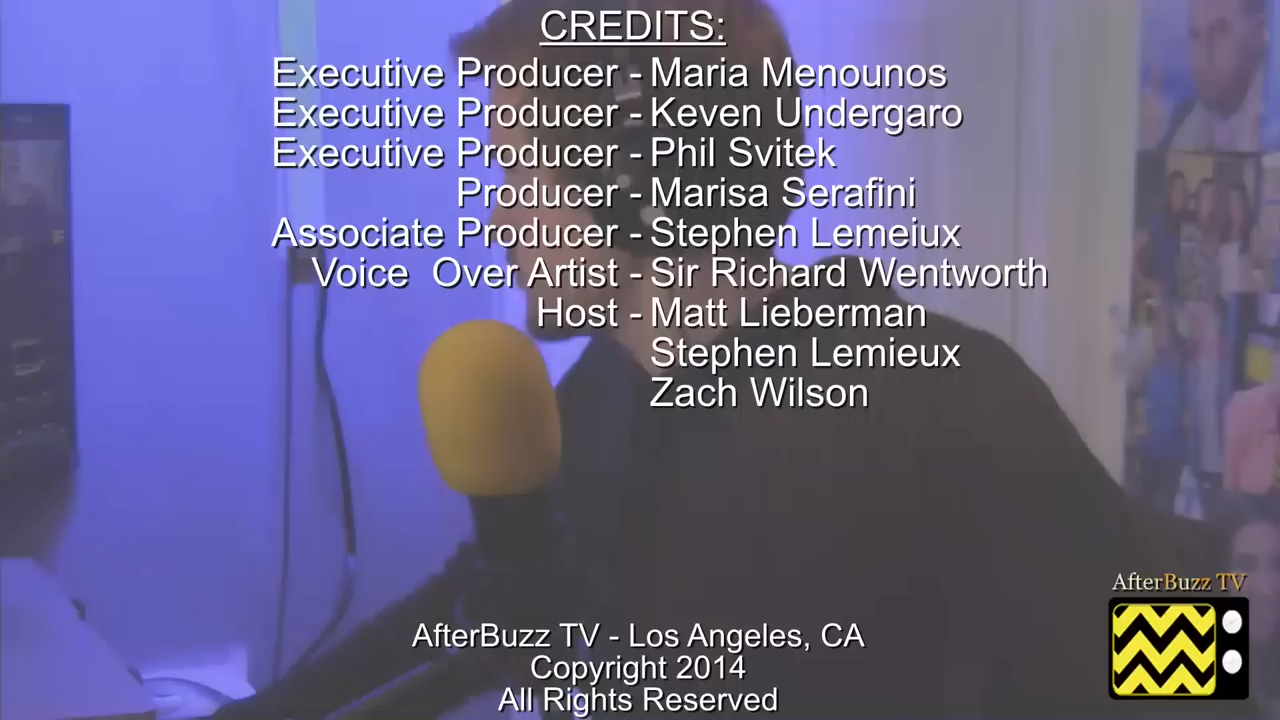 CREDITS:
Executive Producer - Maria Menounos
Executive Producer - Keven Undergaro
Executive Producer - Phil Svitek
Producer - Marisa Serafini
Associate Producer - Stephen Lemeiux
Voice Over Artist - Sir Richard Wentworth
Host - Matt Lieberman
Stephen Lemieux
Zach Wilson
AfterBuzz TV
AfterBuzz TV - Los Angeles, CA
Copyright 2014
All Rights Reserved